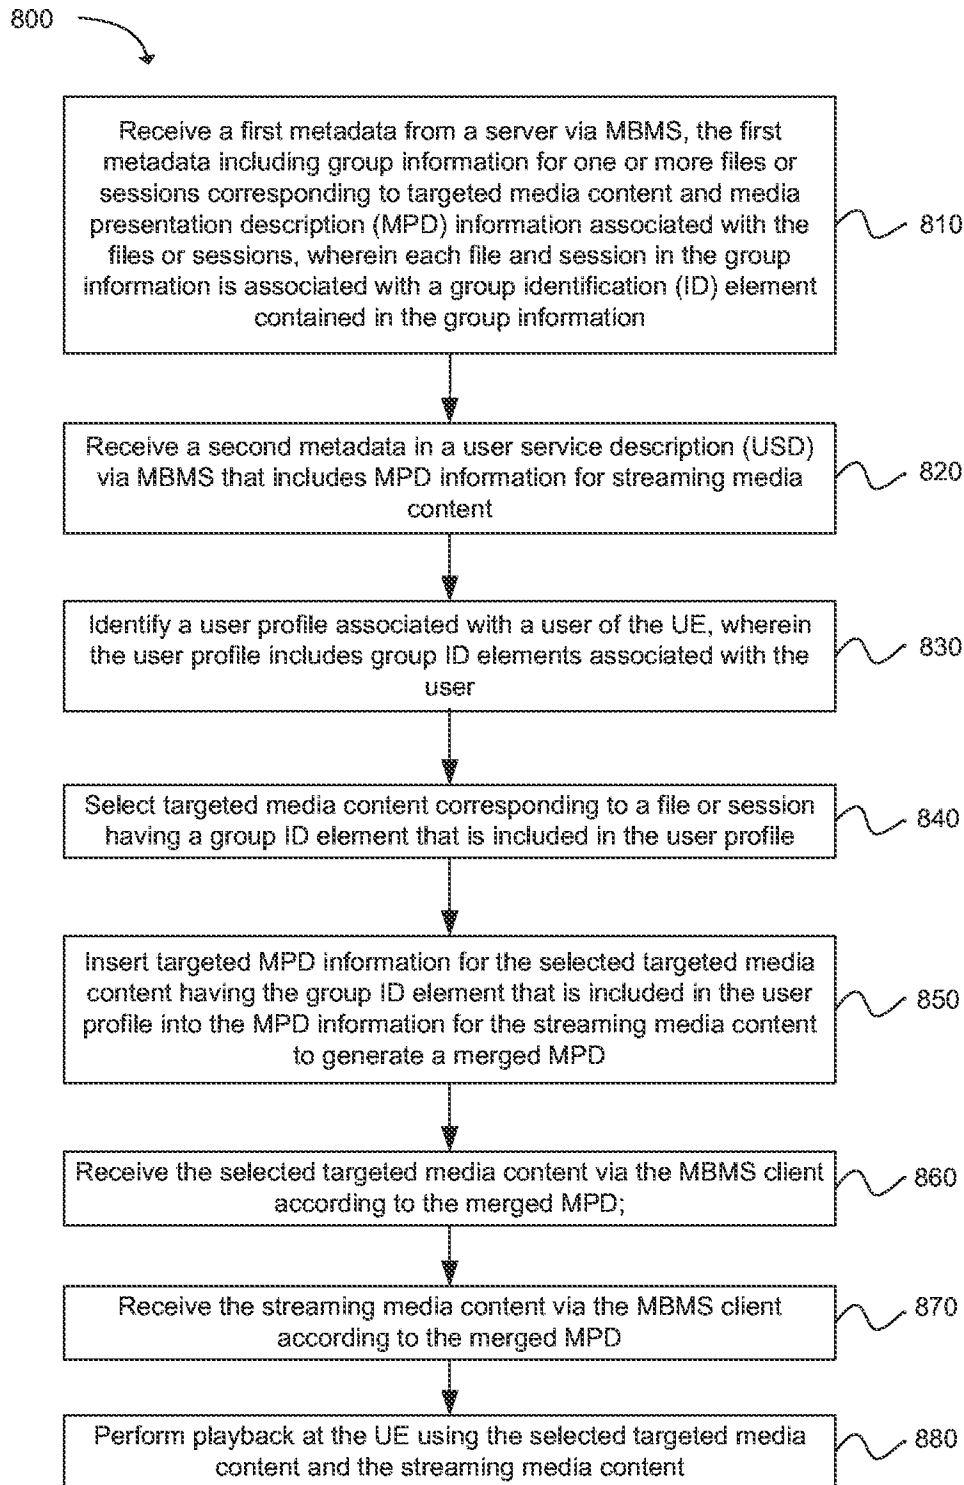 800
Receive a first metadata from a server via MBMS, the first
metadata including group information for one or more files or
sessions corresponding to targeted media content and media
presentation description (MPD) information associated with the
files or sessions, wherein each file and session in the group
information is associated with a group identification (ID) element
contained in the group information
810
Receive a second metadata in a user service description (USD)
via MBMS that includes MPD information for streaming media
content
820
Identify a user profile associated with a user of the UE, wherein
the user profile includes group ID elements associated with the
user
830
Select targeted media content corresponding to a file or session
having a group ID element that is included in the user profile
840
Insert targeted MPD information for the selected targeted media
content having the group ID element that is included in the user
profile into the MPD information for the streaming media content
to generate a merged MPD
850
Receive the selected targeted media content via the MBMS client
according to the merged MPD;
860
Receive the streaming media content via the MBMS client
according to the merged MPD
870
Perform playback at the UE using the selected targeted media
content and the streaming media content
880